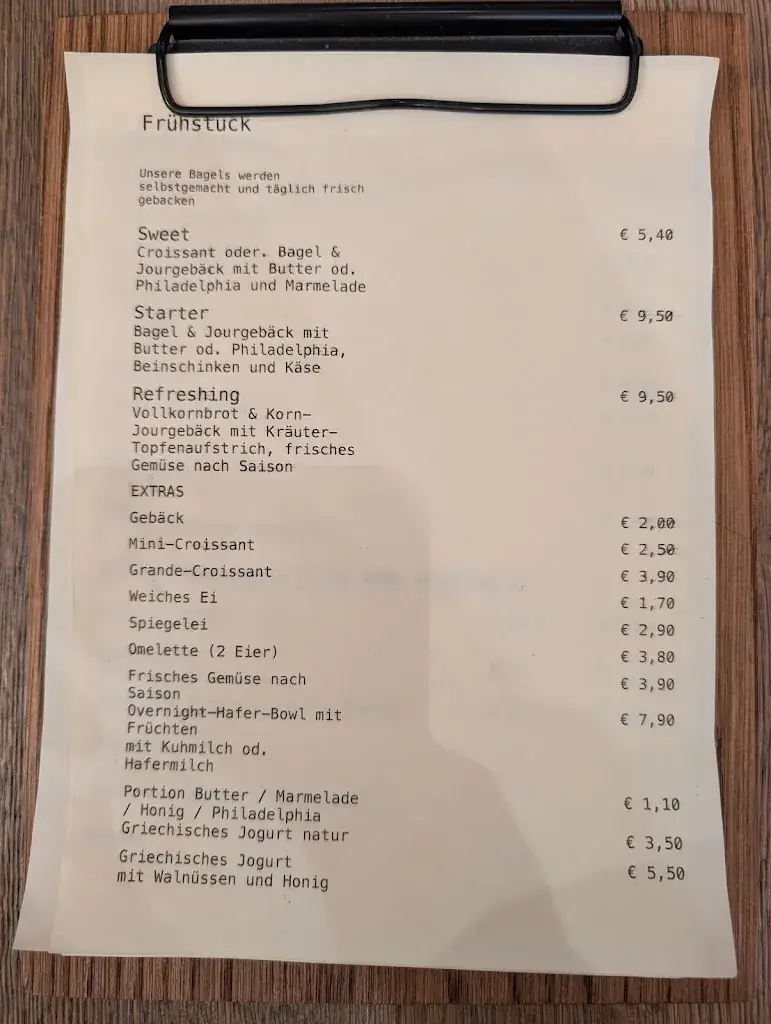 Frühstück
Unsere Bagels werden
selbstgemacht und täglich frisch
gebacken
Sweet € 5,40
Croissant oder. Bagel &
Jourgebäck mit Butter od.
Philadelphia und Marmelade
Starter € 9,50
Bagel & Jourgebäck mit
Butter od. Philadelphia,
Beinschinken und Käse
Refreshing € 9,50
Vollkornbrot & Korn-
Jourgebäck mit Kräuter-
Topfenaufstrich, frisches
Gemüse nach Saison
EXTRAS
Gebäck € 2,00
Mini-Croissant € 2,50
Grande-Croissant € 3,90
Weiches Ei € 1,70
Spiegelei € 2,90
Omelette (2 Eier) € 3,80
Frisches Gemüse nach € 3,90
Saison
Overnight-Hafer-Bowl mit € 7,90
Früchten
mit Kuhmilch od.
Hafermilch
Portion Butter / Marmelade € 1,10
/ Honig / Philadelphia
Griechisches Jogurt natur € 3,50
Griechisches Jogurt € 5,50
mit Walnüssen und Honig